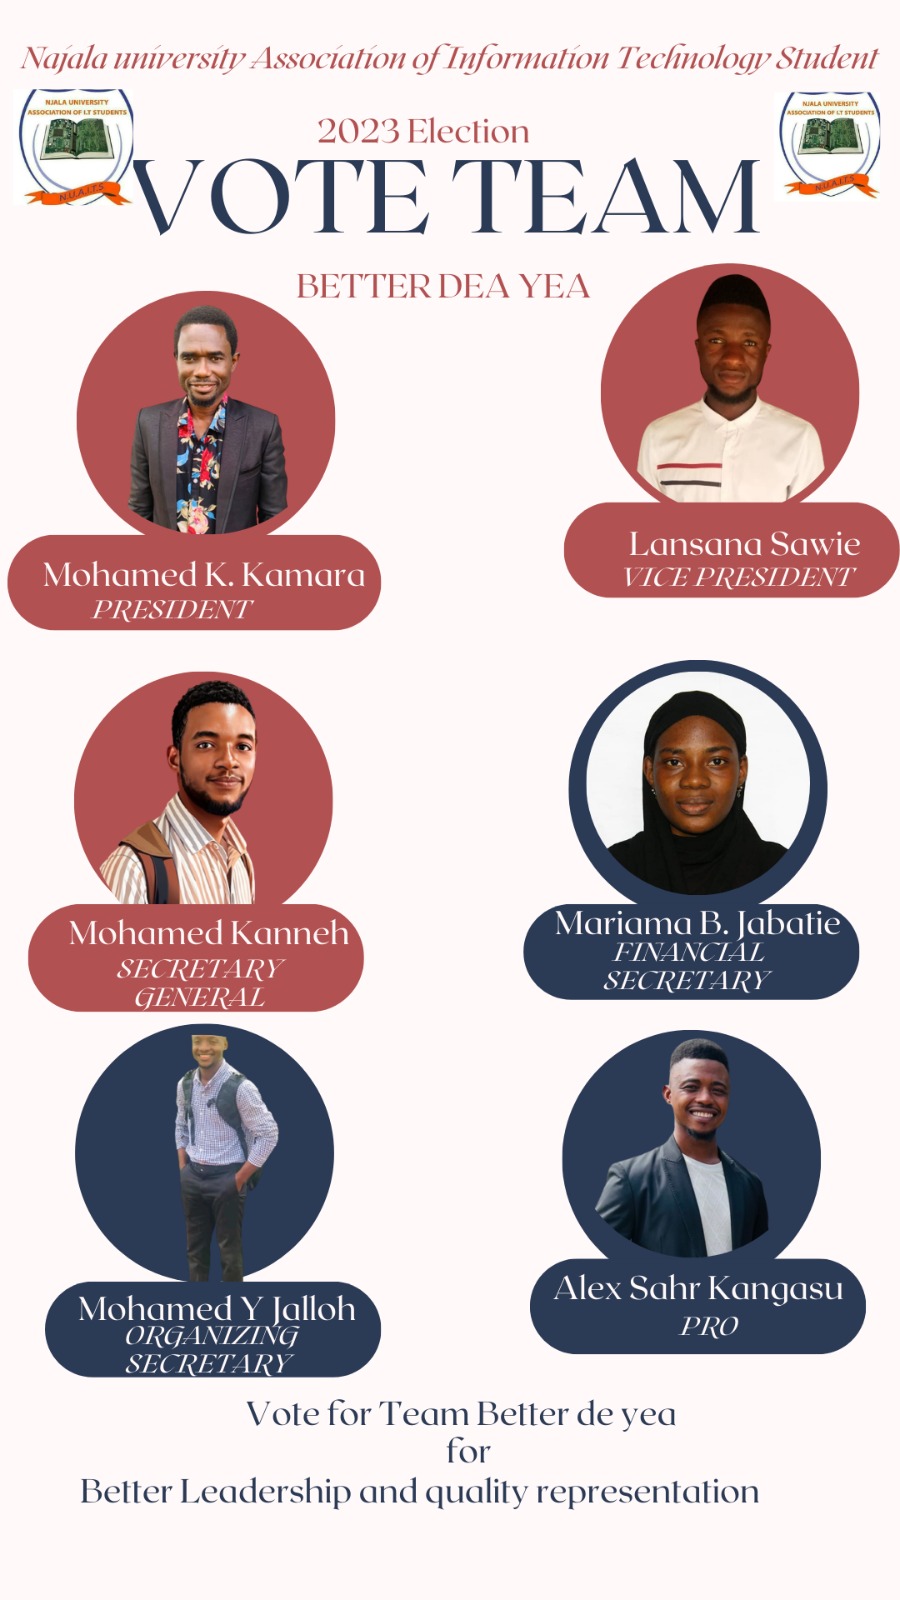 Najala university Association of Information Technology Student
NJALA UNIVERSITY
ASSOCIATION OF I.T STUDENTS
N.U.A.I.T.S
NJALA UNIVERSITY
ASSOCIATION OF I.T STUDENTS
N.U.A.I.T.S
2023 Election
VOTE TEAM
BETTER DEA YEA
Mohamed K. Kamara
PRESIDENT
Lansana Sawie
VICE PRESIDENT
Mohamed Kanneh
SECRETARY
GENERAL
Mariama B. Jabatie
FINANCIAL
SECRETARY
Mohamed Y Jalloh
ORGANIZING
SECRETARY
Alex Sahr Kangasu
PRO
Vote for Team Better de yea
for
Better Leadership and quality representation